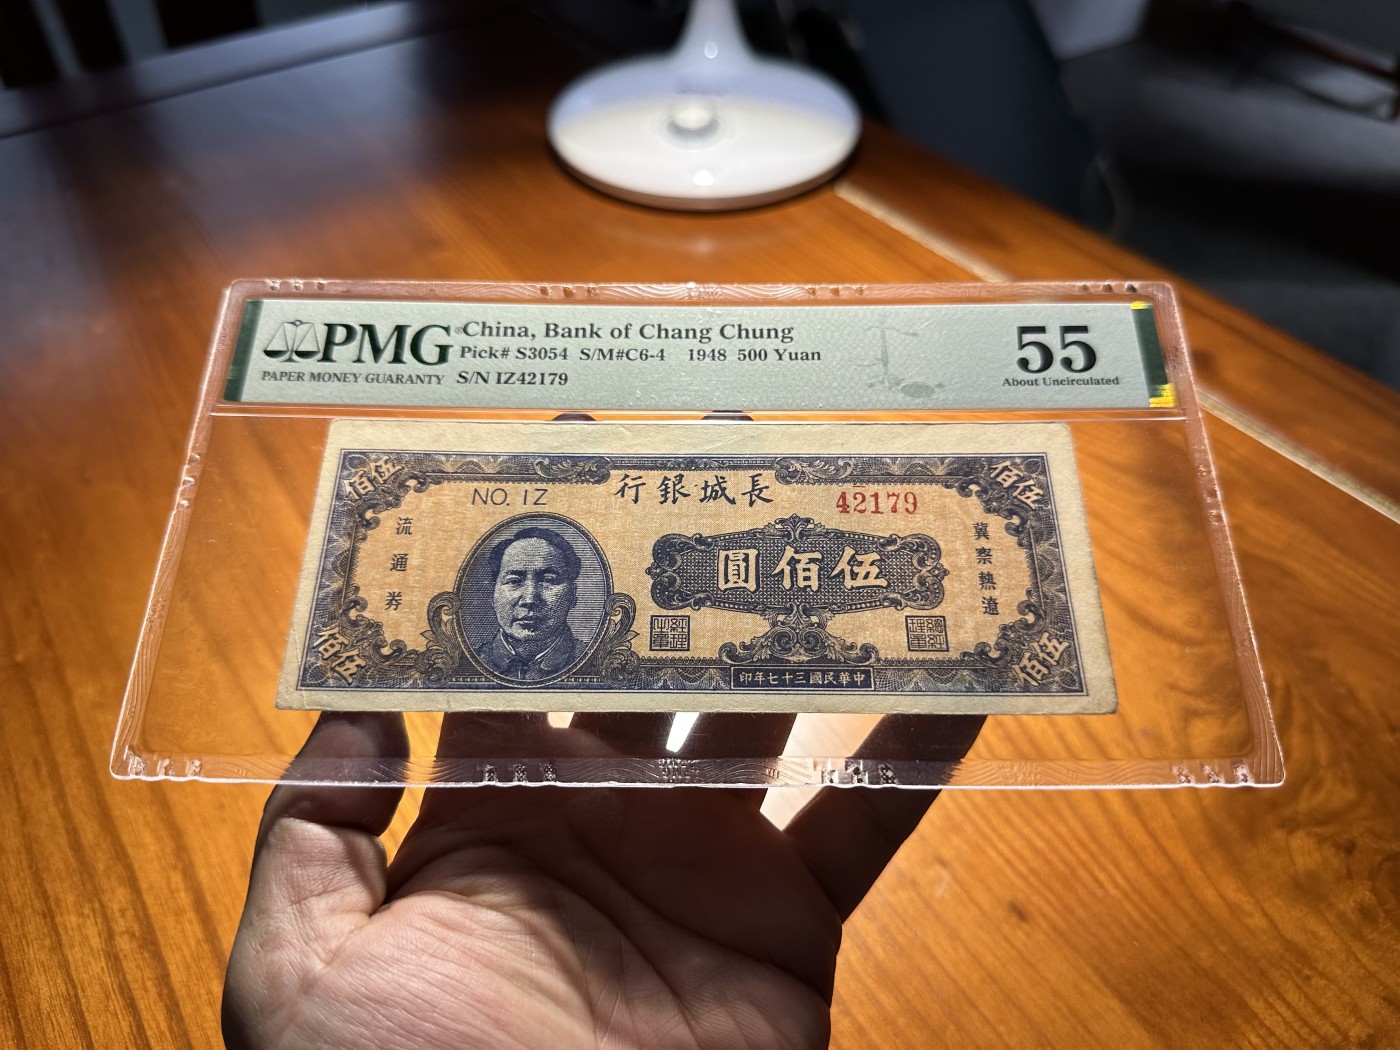 PMG® China, Bank of Chang Chung
Pick# S3054 S/M#C6-4 1948 500 Yuan
PAPER MONEY GUARANTY S/N IZ42179
55
About Uncirculated
佰伍
佰伍
NO. IZ
行銀城長
42179
流通券
冀察熱遼
圓佰伍
佰伍
佰伍
印年七十三國民華中